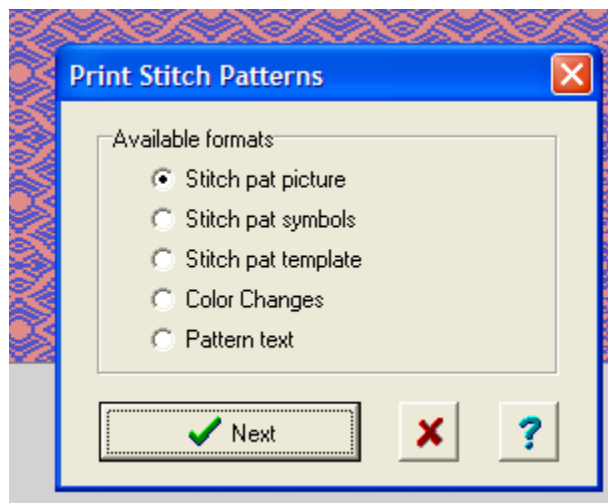 Print Stitch Patterns
Available formats
Stitch pat picture
Stitch pat symbols
Stitch pat template
Color Changes
Pattern text
Next
?